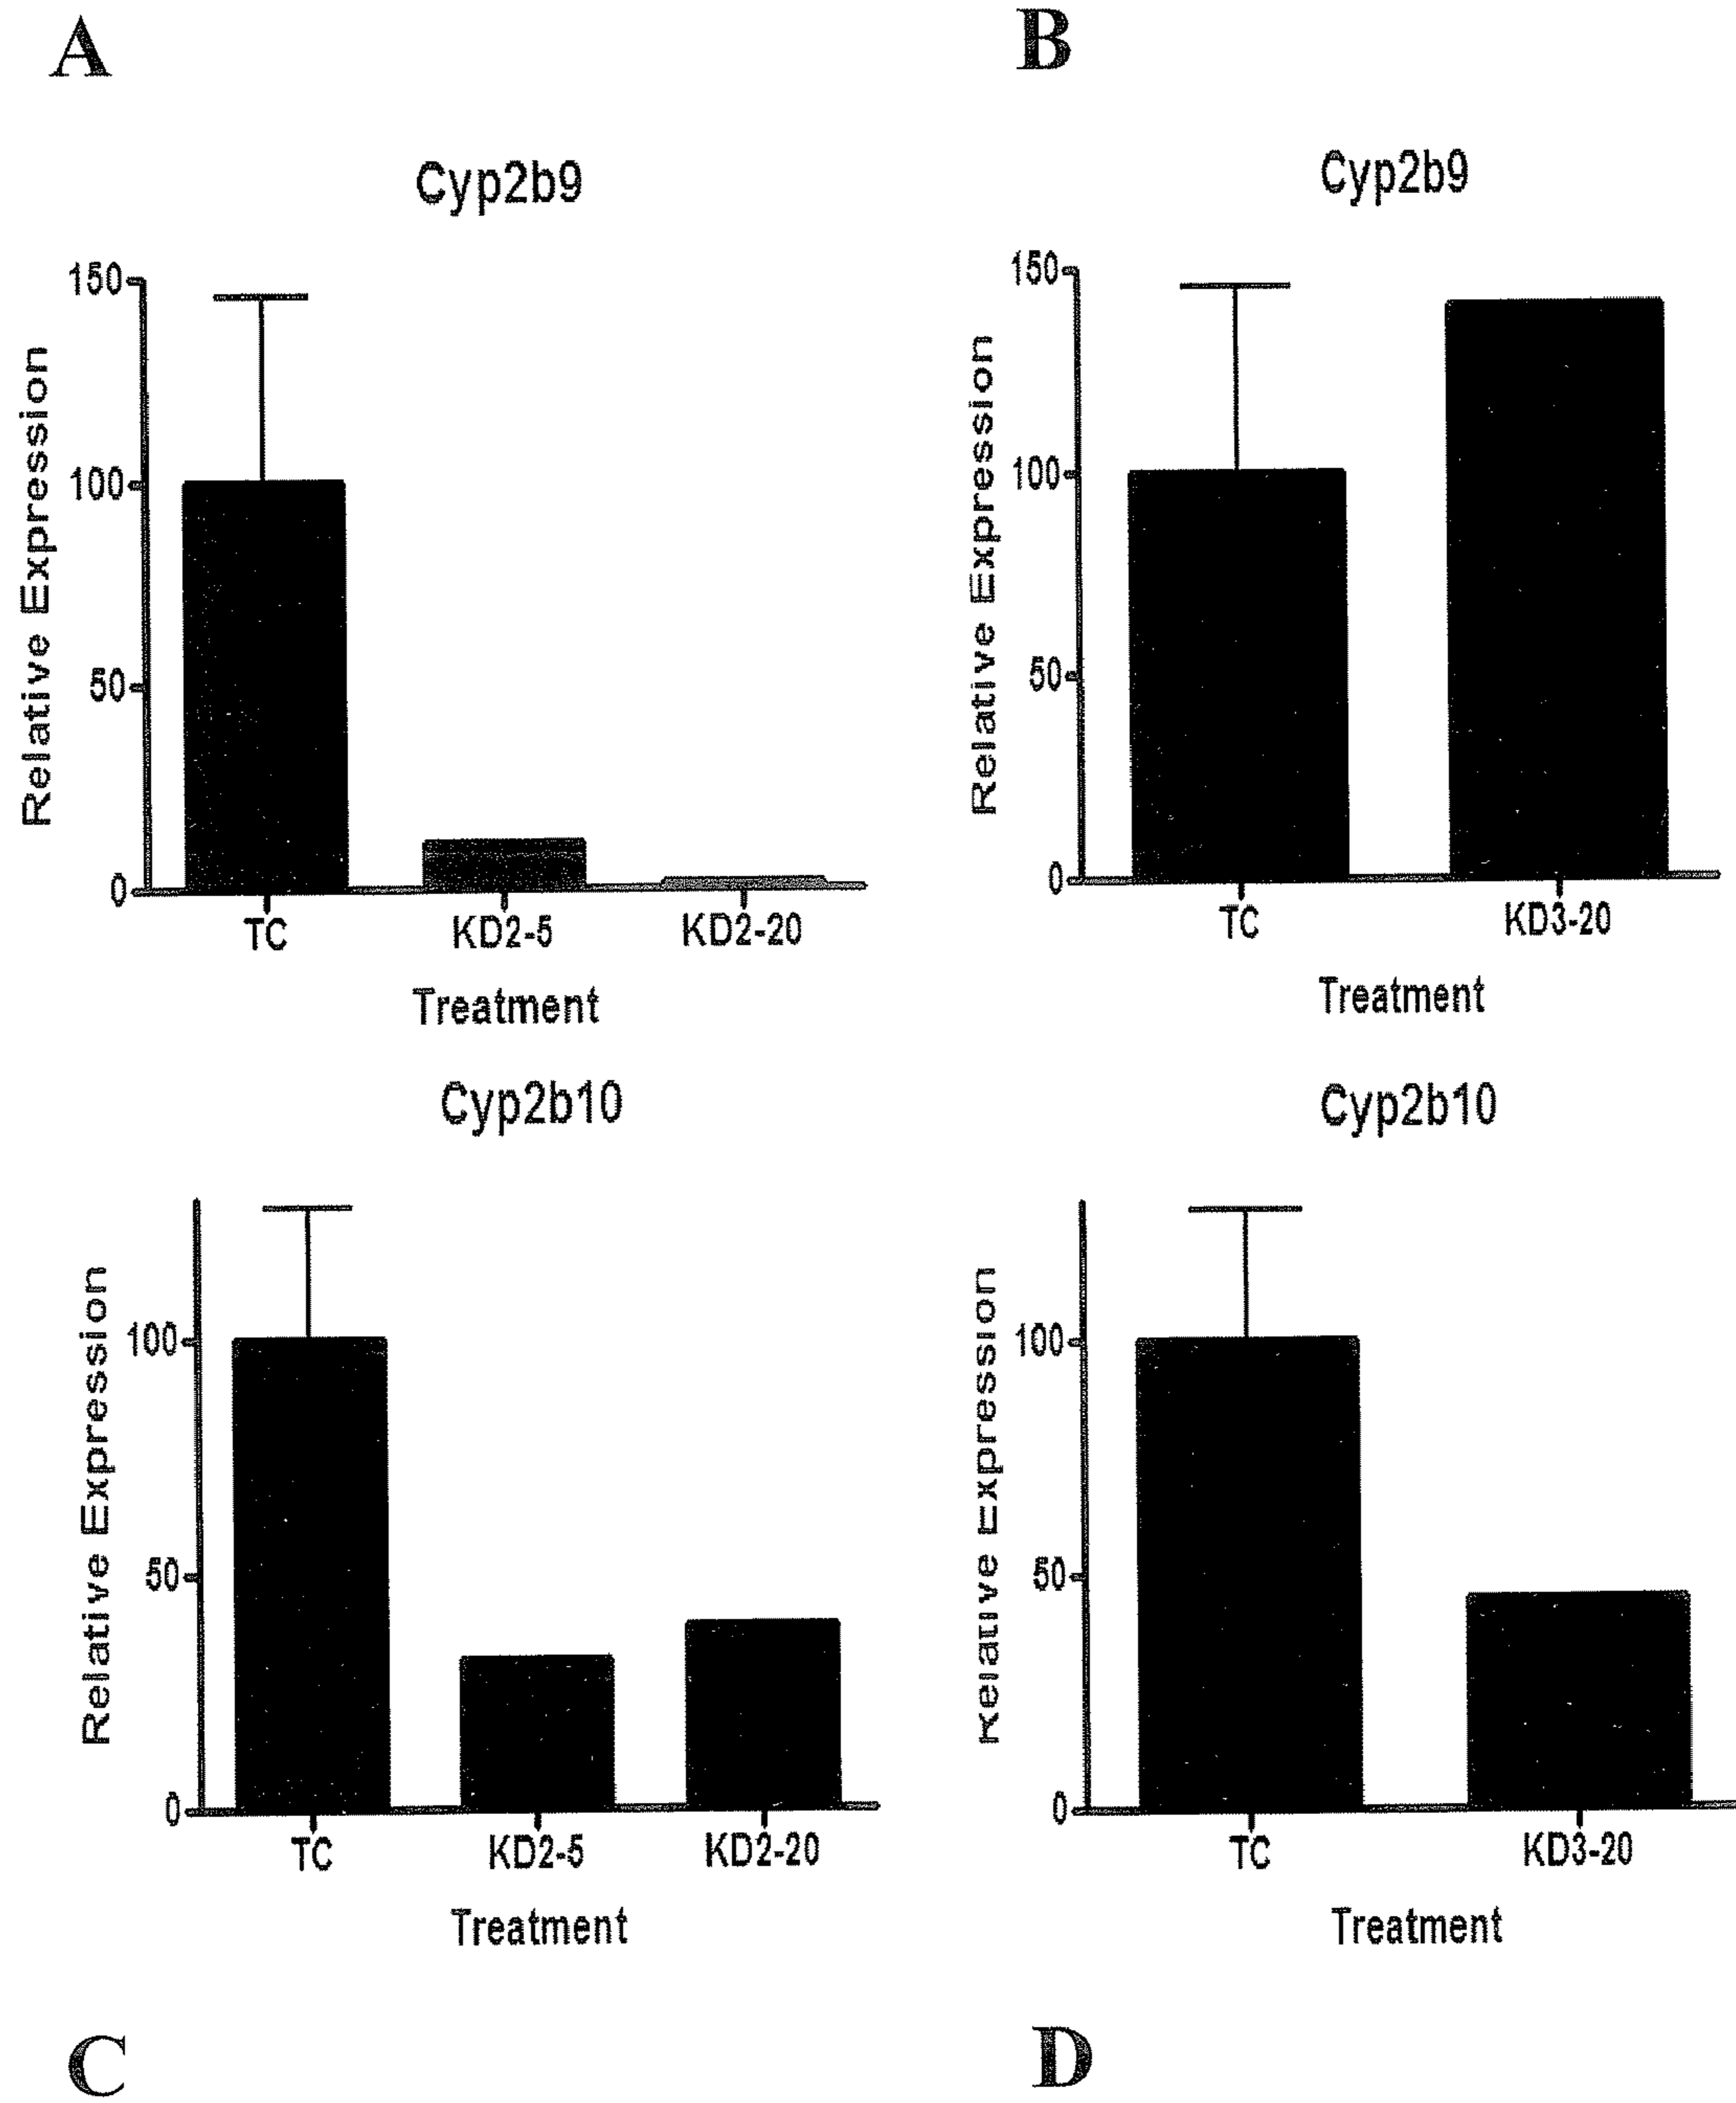 A
B
Cyp2b9
150
100
50
0
Relative Expression
TC
KD2-5
KD2-20
Treatment
Cyp2b9
150
100
50
0
Relative Expression
TC
KD3-20
Treatment
Cyp2b10
100
50
0
Relative Expression
TC
KD2-5
KD2-20
Treatment
Cyp2b10
100
50
0
Relative Expression
TC
KD3-20
Treatment
C
D